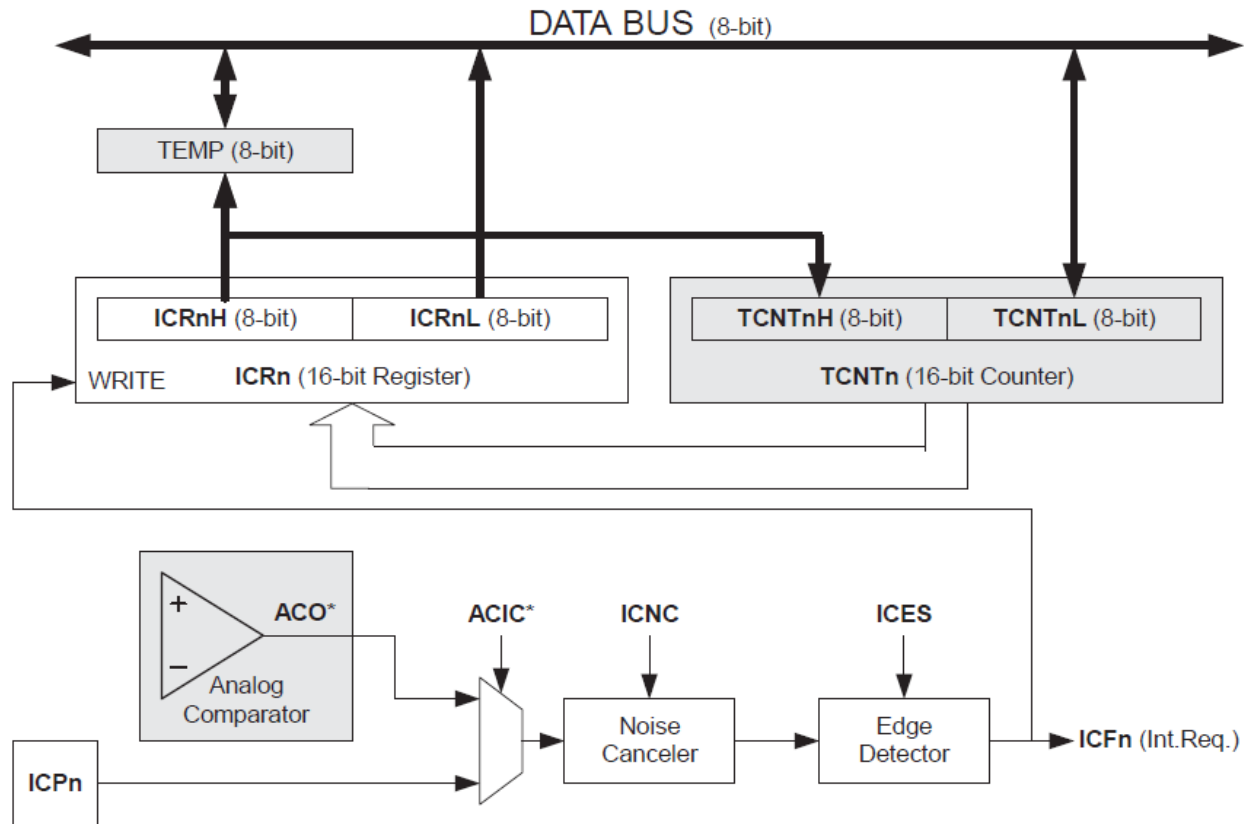 DATA BUS (8-bit)
TEMP (8-bit)
ICRnH (8-bit) ICRnL (8-bit) TCNTnH (8-bit) TCNTnL (8-bit)
WRITE ICRn (16-bit Register) TCNTn (16-bit Counter)
+
ACO* ACIC* ICNC ICES
−
Analog
Comparator
Noise
Canceler
Edge
Detector
ICFn (Int.Req.)
ICPn